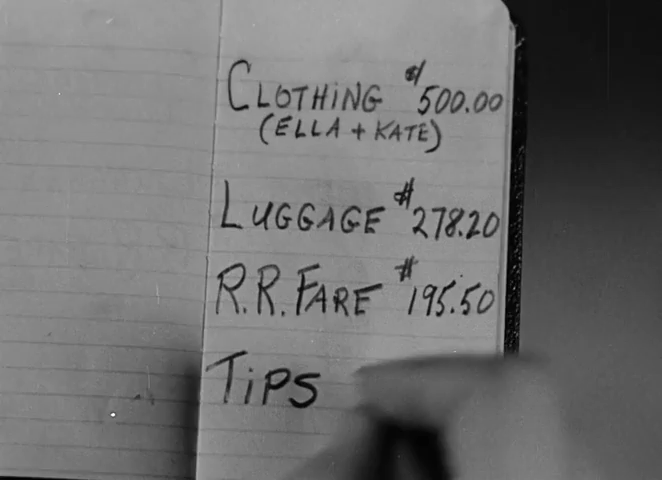 CLOTHING $500.00
(ELLA + KATE)
LUGGAGE #278.20
R.R. FARE #195.50
TIPS